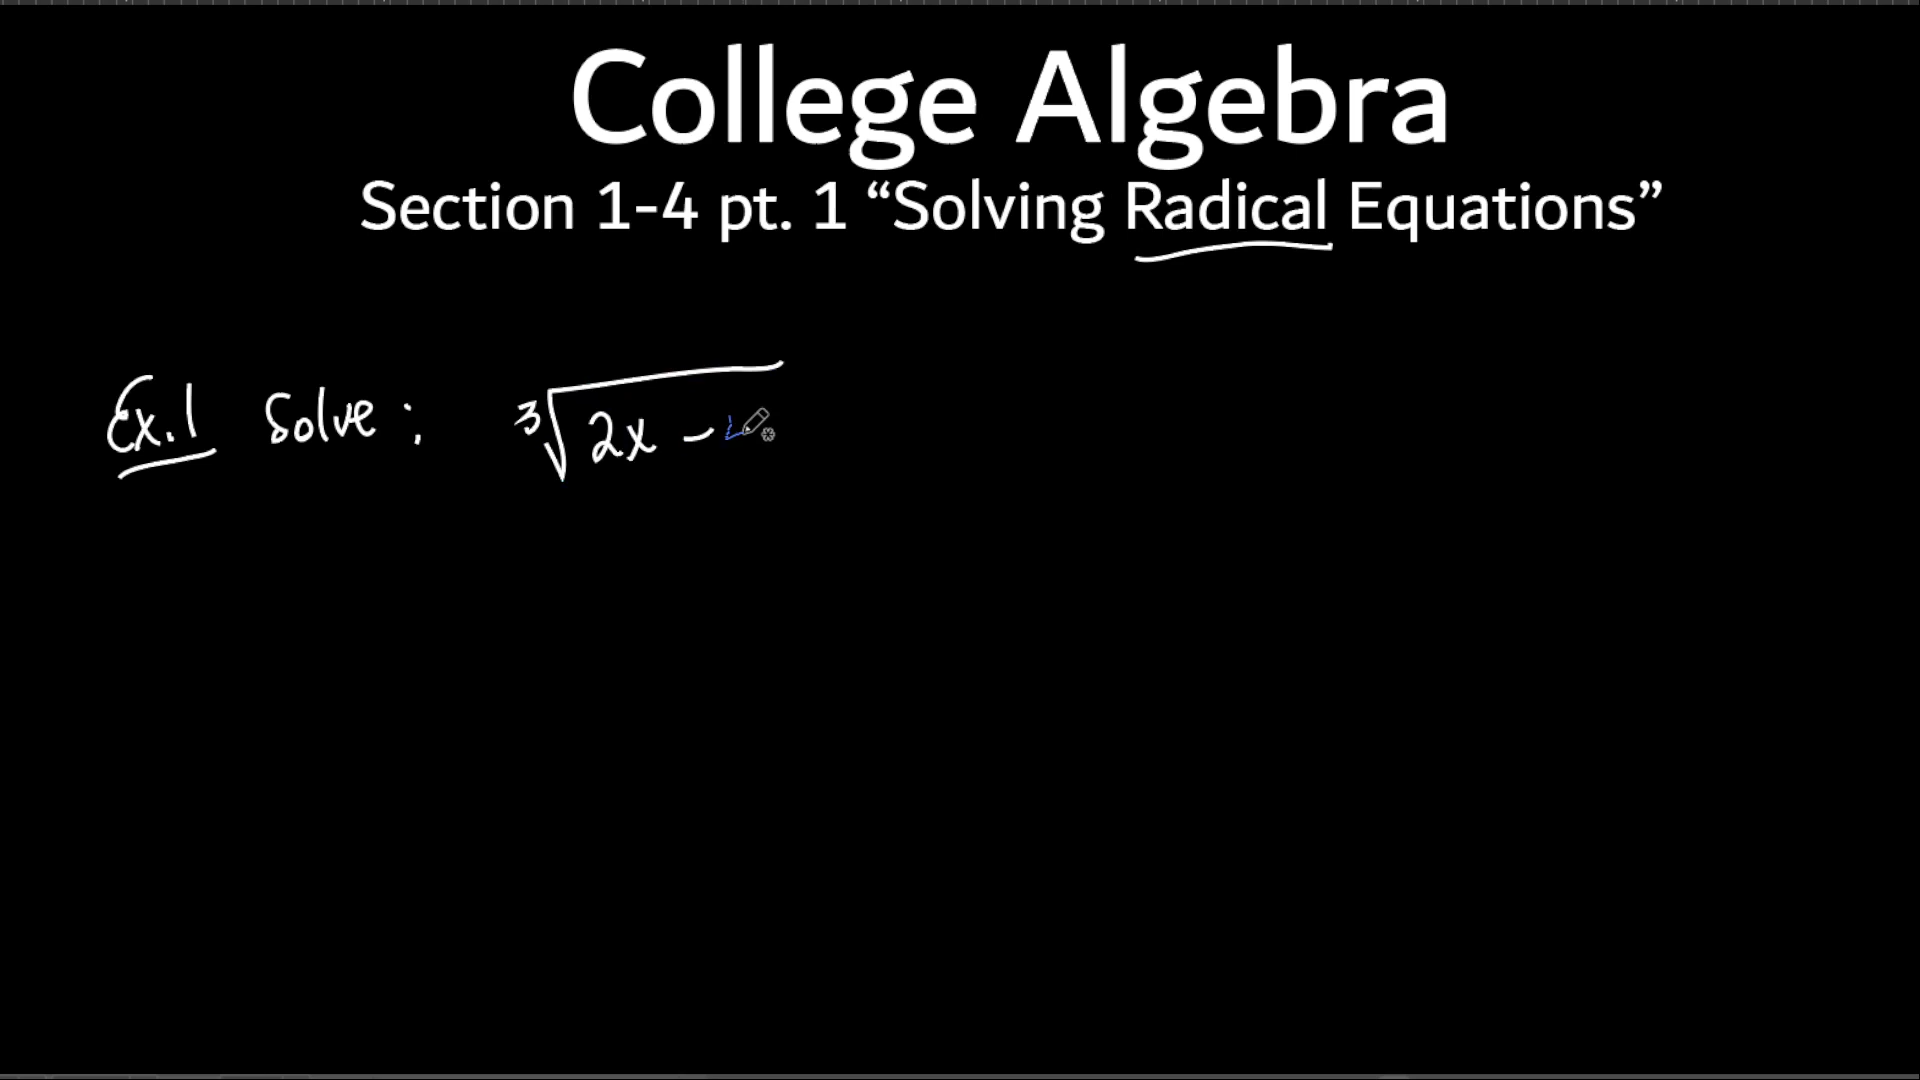 College Algebra
Section 1-4 pt. 1 “Solving Radical Equations”
Ex.1 Solve: ∛2x -